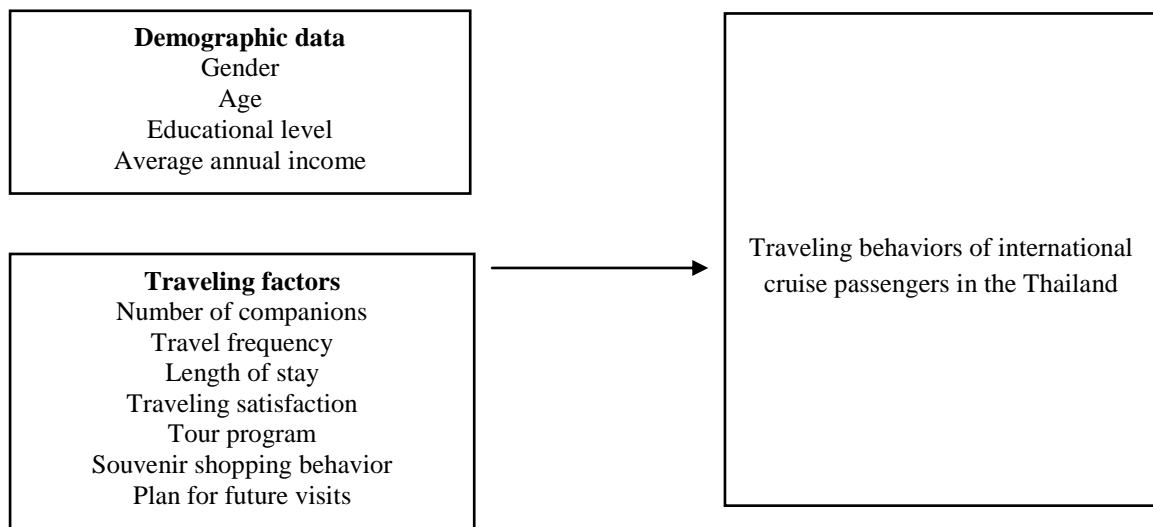 Demographic data
Gender
Age
Educational level
Average annual income
Traveling factors
Number of companions
Travel frequency
Length of stay
Traveling satisfaction
Tour program
Souvenir shopping behavior
Plan for future visits
Traveling behaviors of international
cruise passengers in the Thailand